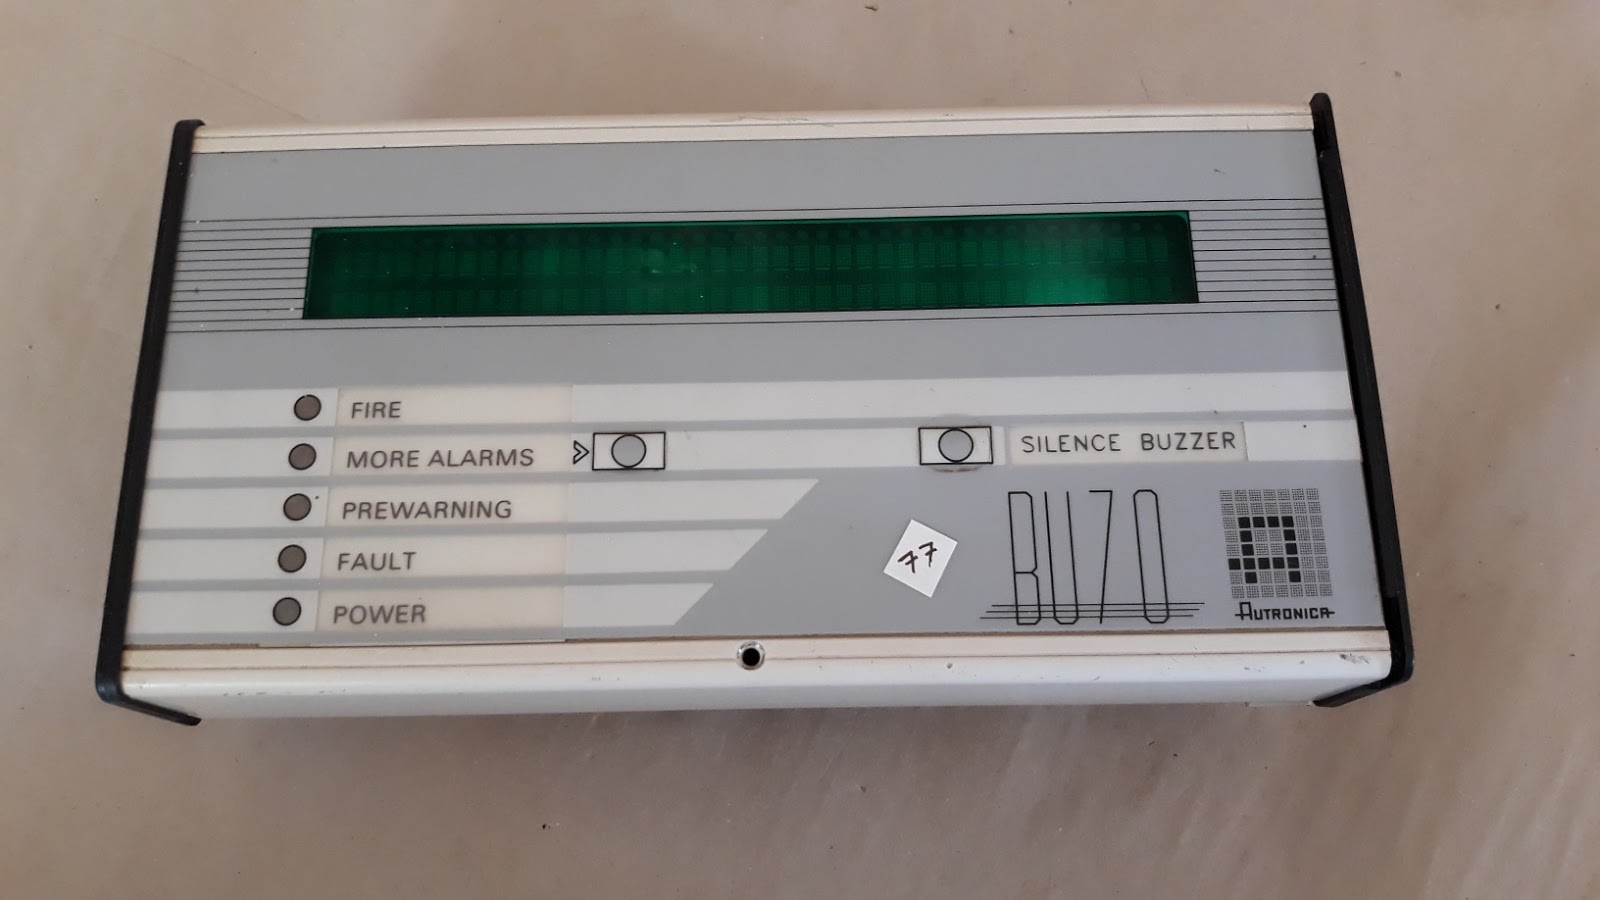 FIRE
MORE ALARMS
SILENCE BUZZER
PREWARNING
FAULT
POWER
BU70
77
AUTRONICA